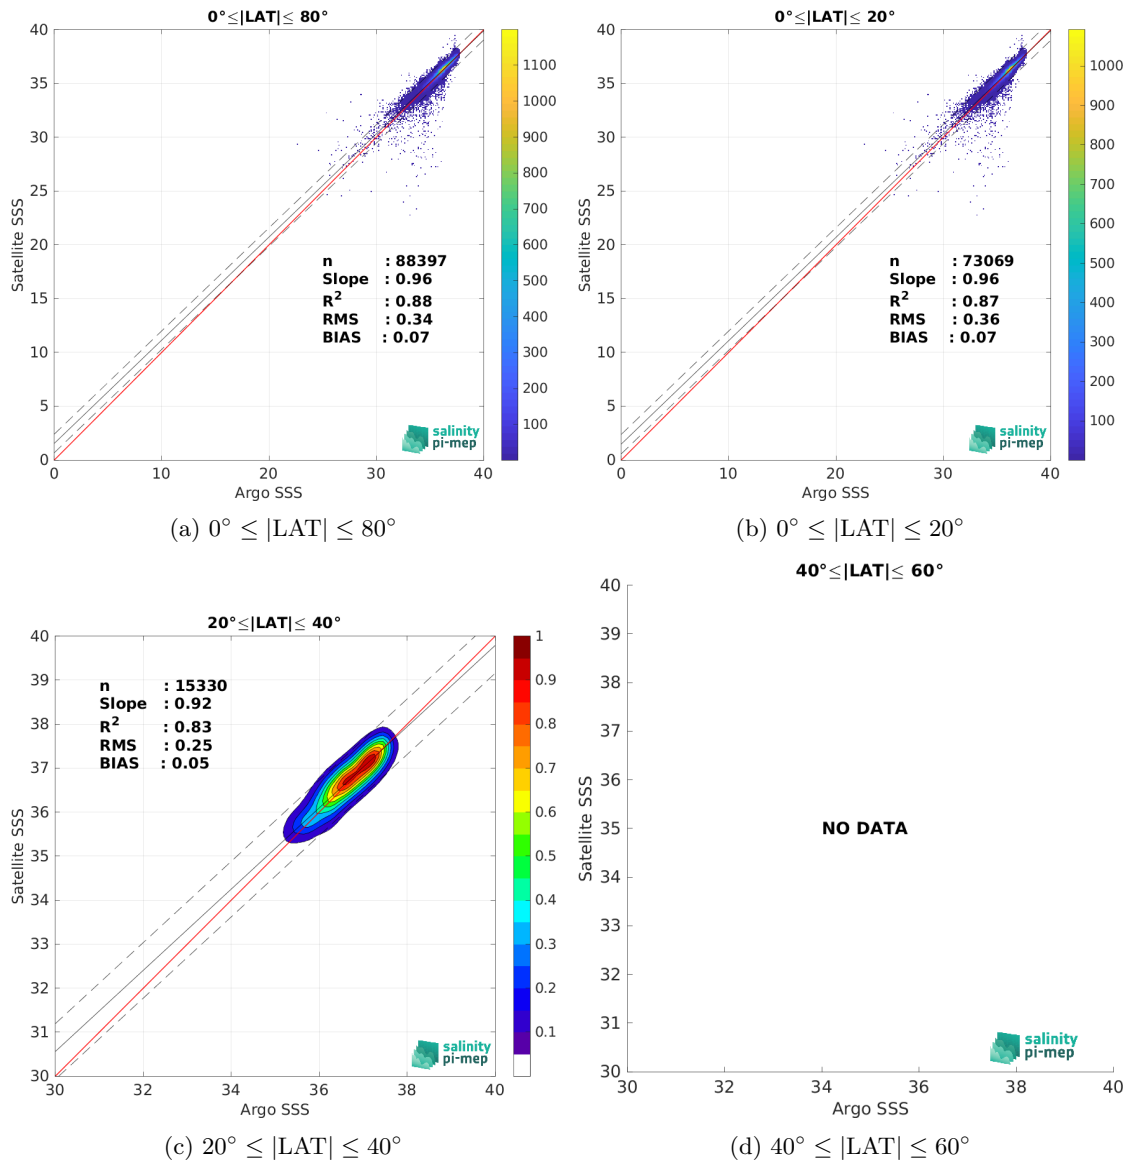 0°≤|LAT|≤ 80°
40
35
30
25
20
15
10
5
0
Satellite SSS
n : 88397
Slope : 0.96
R² : 0.88
RMS : 0.34
BIAS : 0.07
salinity
pi-mep
0 10 20 30 40
Argo SSS
1100
1000
900
800
700
600
500
400
300
200
100
(a) 0° ≤ |LAT| ≤ 80°
0°≤|LAT|≤ 20°
40
35
30
25
20
15
10
5
0
Satellite SSS
n : 73069
Slope : 0.96
R² : 0.87
RMS : 0.36
BIAS : 0.07
salinity
pi-mep
0 10 20 30 40
Argo SSS
1000
900
800
700
600
500
400
300
200
100
(b) 0° ≤ |LAT| ≤ 20°
20°≤|LAT|≤ 40°
40
39
38
37
36
35
34
33
32
31
30
Satellite SSS
n : 15330
Slope : 0.92
R² : 0.83
RMS : 0.25
BIAS : 0.05
salinity
pi-mep
30 32 34 36 38 40
Argo SSS
1
0.9
0.8
0.7
0.6
0.5
0.4
0.3
0.2
0.1
(c) 20° ≤ |LAT| ≤ 40°
40°≤|LAT|≤ 60°
40
39
38
37
36
35
34
33
32
31
30
Satellite SSS
NO DATA
salinity
pi-mep
30 32 34 36 38 40
Argo SSS
(d) 40° ≤ |LAT| ≤ 60°